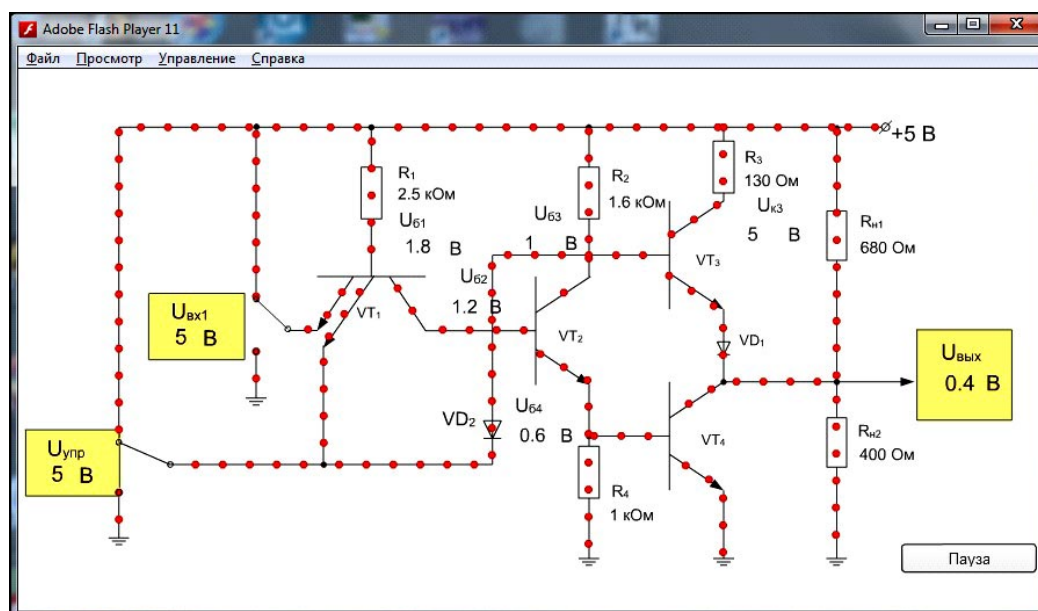 Adobe Flash Player 11
Файл Просмотр Управление Справка
+5 В
R1
2.5 кОм
R2
1.6 кОм
R3
130 Ом
Uб1
1.8 В
Uб3
1 В
Uк3
5 В
Rн1
680 Ом
Uб2
1.2 В
VT1
VT2
VT3
VD1
Uвх1
5 В
Uвых
0.4 В
VD2
Uб4
0.6 В
VT4
Rн2
400 Ом
Uупр
5 В
R4
1 кОм
Пауза